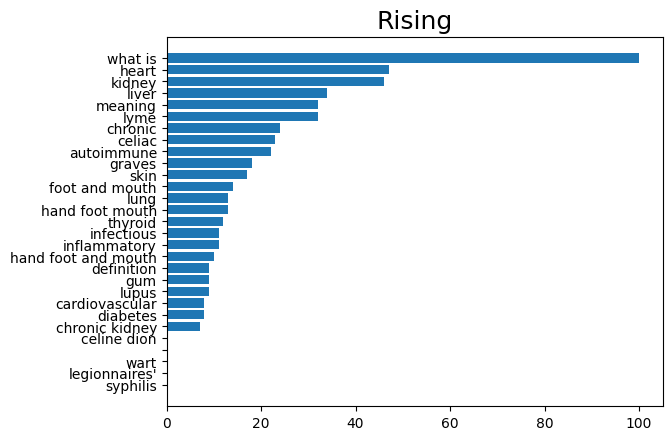 Rising
what is
heart
kidney
liver
meaning
lyme
chronic
celiac
autoimmune
graves
skin
foot and mouth
lung
hand foot mouth
thyroid
infectious
inflammatory
hand foot and mouth
definition
gum
lupus
cardiovascular
diabetes
chronic kidney
celine dion
wart
legionnaires'
syphilis
0 20 40 60 80 100